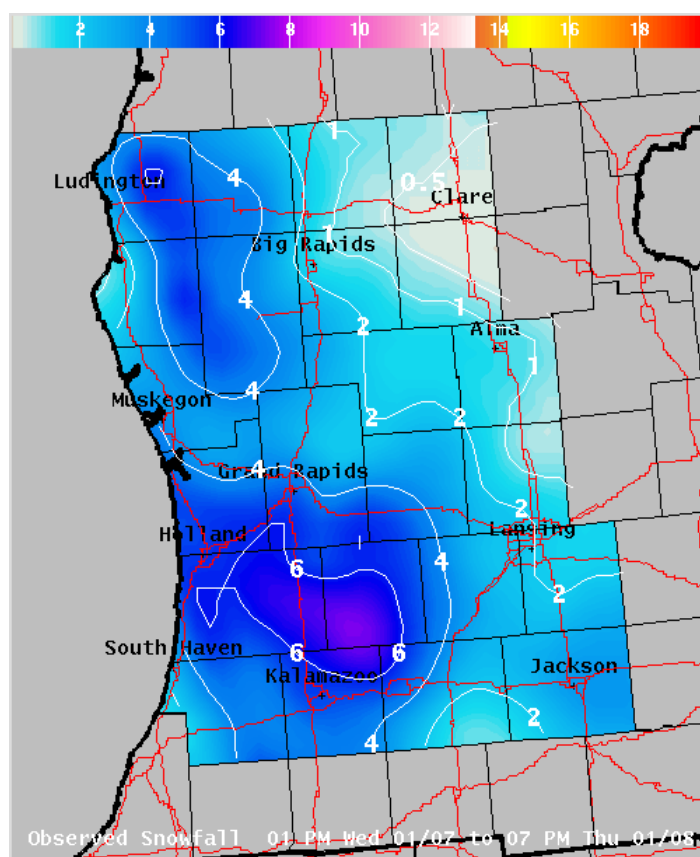 2 4 6 8 10 12 14 16 18
1
Ludington 4 0.5
Clare
1
Big Rapids
4 1
2 Alma
1
4
Muskegon 2 2
4
Grand Rapids
2
Holland Lansing
4
6
2
South Haven 6 6
Kalamazoo Jackson
2
4
Observed Snowfall 01 PM Wed 01/07 to 07 PM Thu 01/08